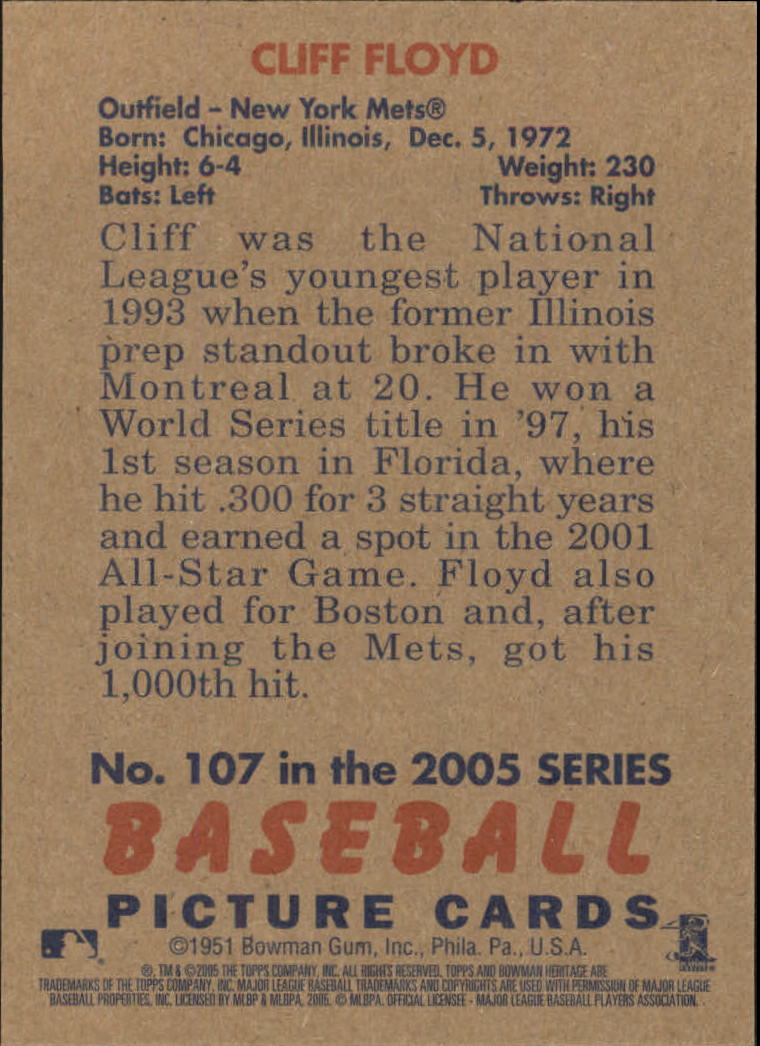 CLIFF FLOYD
Outfield – New York Mets®
Born: Chicago, Illinois, Dec. 5, 1972
Height: 6-4 Weight: 230
Bats: Left Throws: Right
Cliff was the National
League's youngest player in
1993 when the former Illinois
prep standout broke in with
Montreal at 20. He won a
World Series title in '97, his
1st season in Florida, where
he hit .300 for 3 straight years
and earned a spot in the 2001
All-Star Game. Floyd also
played for Boston and, after
joining the Mets, got his
1,000th hit.
No. 107 in the 2005 SERIES
BASEBALL
PICTURE CARDS
©1951 Bowman Gum, Inc., Phila. Pa., U.S.A.
®, TM & ©2005 THE TOPPS COMPANY, INC. ALL RIGHTS RESERVED. TOPPS AND BOWMAN HERITAGE ARE
TRADEMARKS OF THE TOPPS COMPANY, INC. MAJOR LEAGUE BASEBALL TRADEMARKS AND COPYRIGHTS ARE USED WITH PERMISSION OF MAJOR LEAGUE
BASEBALL PROPERTIES, INC. LICENSED BY MLBP & MLBPA, 2005. © MLBPA. OFFICIAL LICENSEE - MAJOR LEAGUE BASEBALL PLAYERS ASSOCIATION.